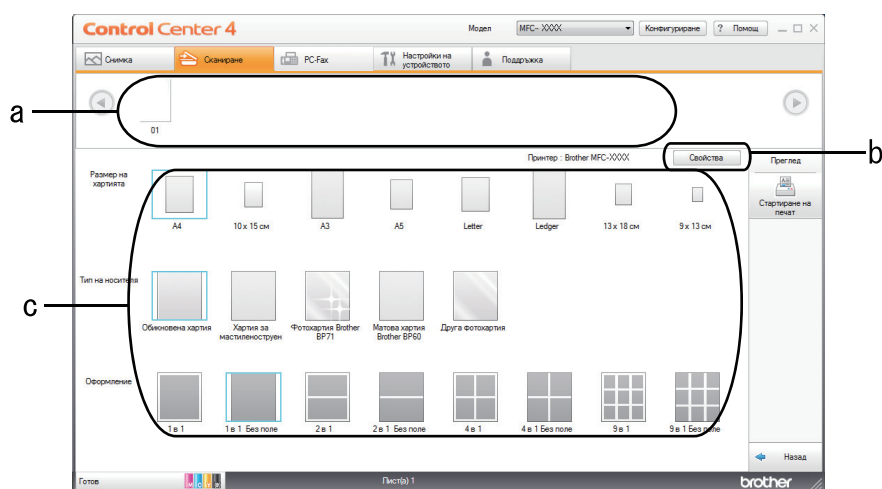 Control Center 4
Модел
MFC- XXXX
Конфигуриране
? Помощ
Снимка
Сканиране
PC-Fax
Настройки на
устройството
Поддръжка
a
01
b
Принтер : Brother MFC-XXXX
Свойства
Преглед
Размер на
хартията
A4
10 x 15 см
A3
A5
Letter
Ledger
13 x 18 см
9 x 13 см
Стартиране на
печат
Тип на носителя
c
Обикновена хартия
Хартия за
мастиленоструен
Фотохартия Brother
BP71
Матова хартия
Brother BP60
Друга фотохартия
Оформление
1 в 1
1 в 1 Без поле
2 в 1
2 в 1 Без поле
4 в 1
4 в 1 Без поле
9 в 1
9 в 1 Без поле
Назад
Готов
M C Y BK
Лист(а) 1
brother